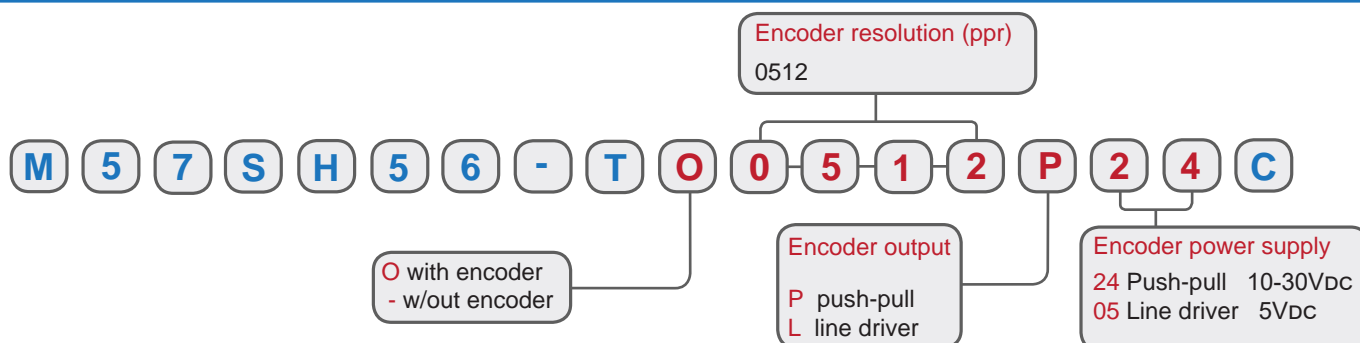 Encoder resolution (ppr)
0512
M 5 7 S H 5 6 - T O 0 5 1 2 P 2 4 C
O with encoder
- w/out encoder
Encoder output
P push-pull
L line driver
Encoder power supply
24 Push-pull 10-30VDC
05 Line driver 5VDC